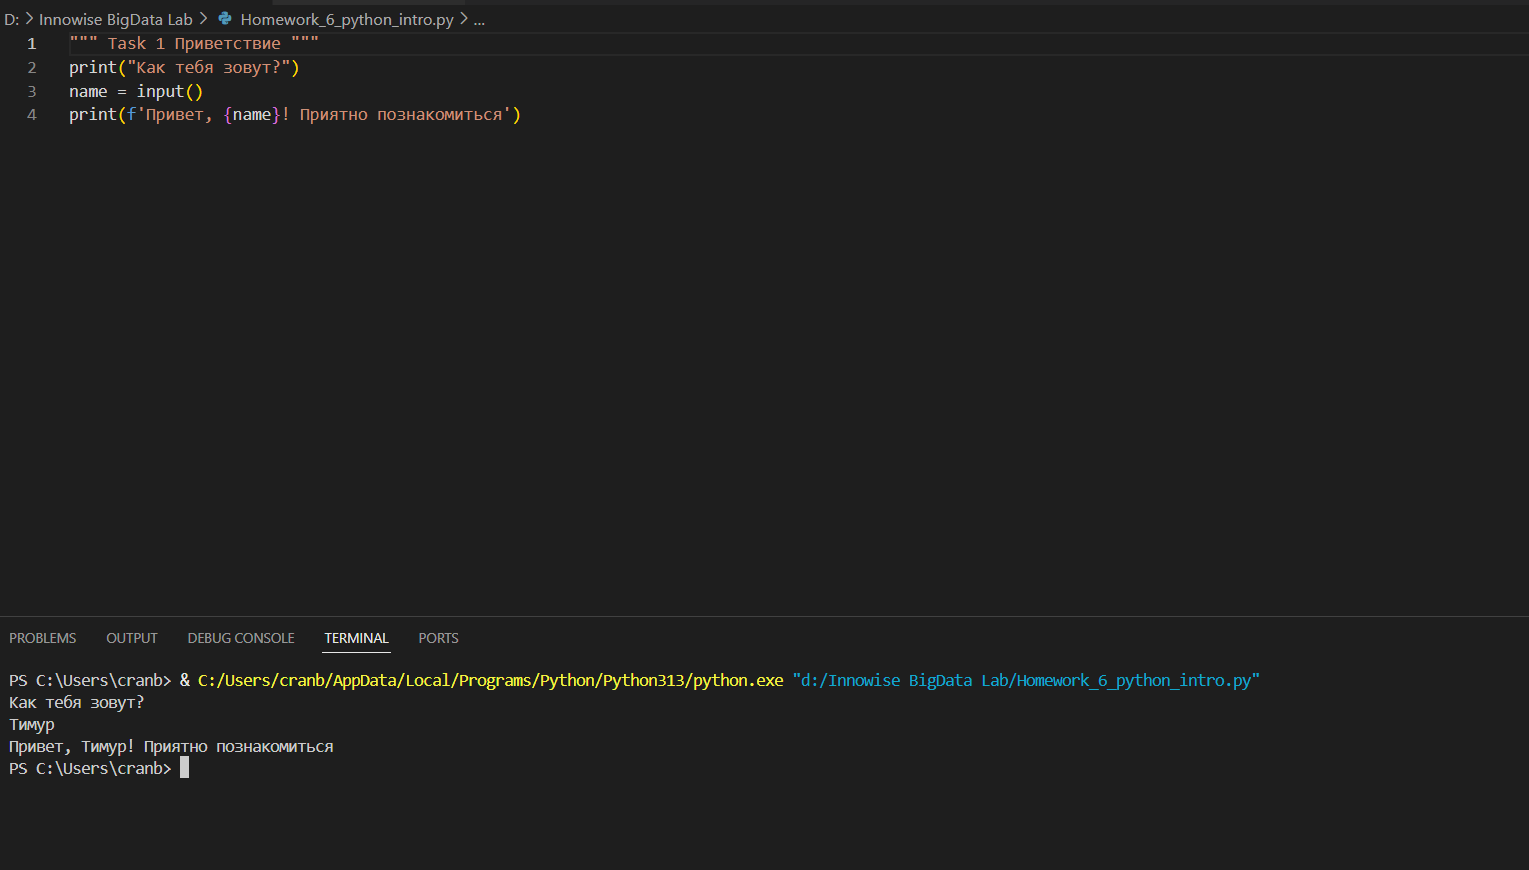 D: > Innowise BigData Lab > Homework_6_python_intro.py > ...
1 """ Task 1 Приветствие """
2 print("Как тебя зовут?")
3 name = input()
4 print(f'Привет, {name}! Приятно познакомиться')
PROBLEMS OUTPUT DEBUG CONSOLE TERMINAL PORTS
PS C:\Users\cranb> & C:/Users/cranb/AppData/Local/Programs/Python/Python313/python.exe "d:/Innowise BigData Lab/Homework_6_python_intro.py"
Как тебя зовут?
Тимур
Привет, Тимур! Приятно познакомиться
PS C:\Users\cranb>